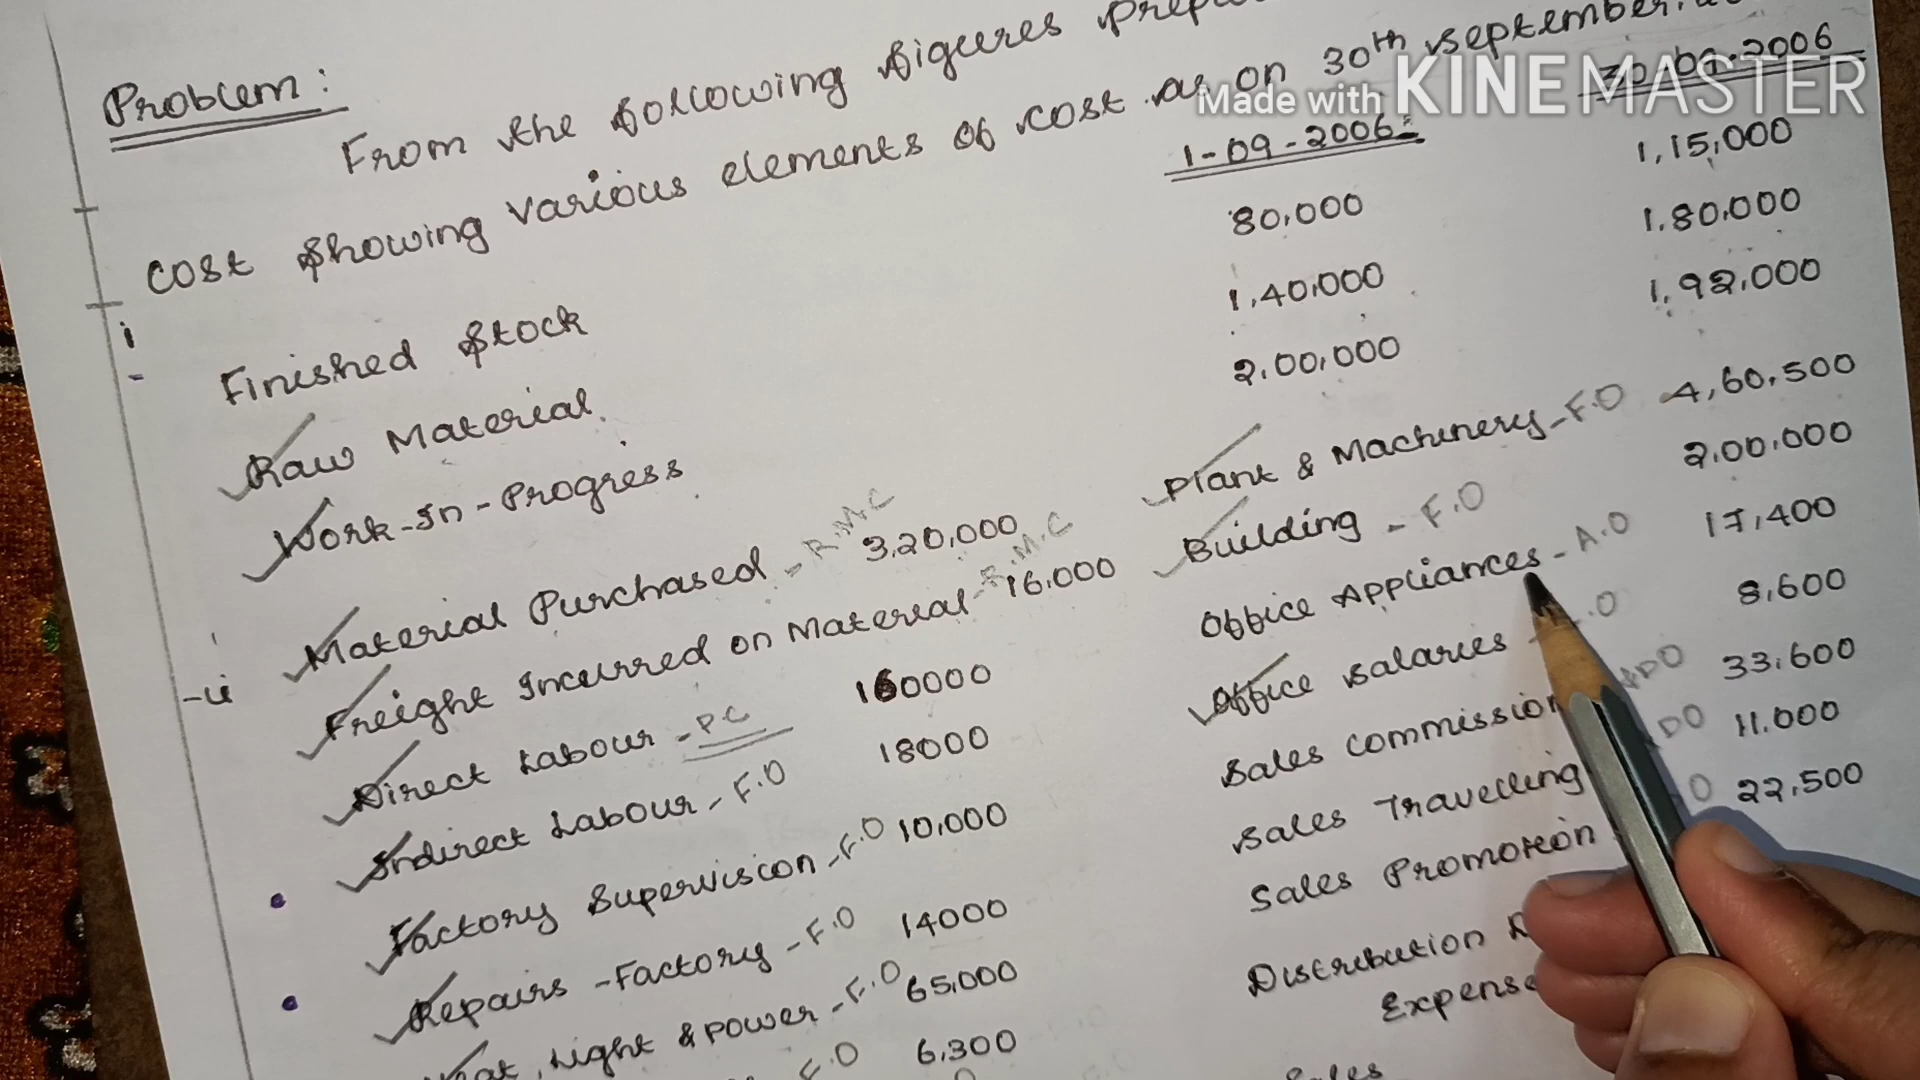 Problem:
From the following figures
cost showing various elements of cost as on 30th September
1-09-2006
2006
Finished Stock 80,000 1,15,000
Raw Material 1,40,000 1,80,000
Work-In-Progress 2,00,000 1,92,000
Material Purchased - R.M.C 3,20,000
Freight Incurred on Material - R.M.C 16,000
Direct Labour - P.C 160000
Indirect Labour - F.O 18000
Factory Supervision - F.O 10,000
Repairs - Factory - F.O 14000
Light & Power - F.O 65,000
F.O 6,300
Plant & Machinery - F.O 4,60,500
Building - F.O 2,00,000
Office Appliances - A.O 17,400
Office Salaries 8,600
Sales Commission 33,600
Sales Travelling 11.000
Sales Promotion 22,500
Distribution
Expense
Sales
Made with KINEMASTER